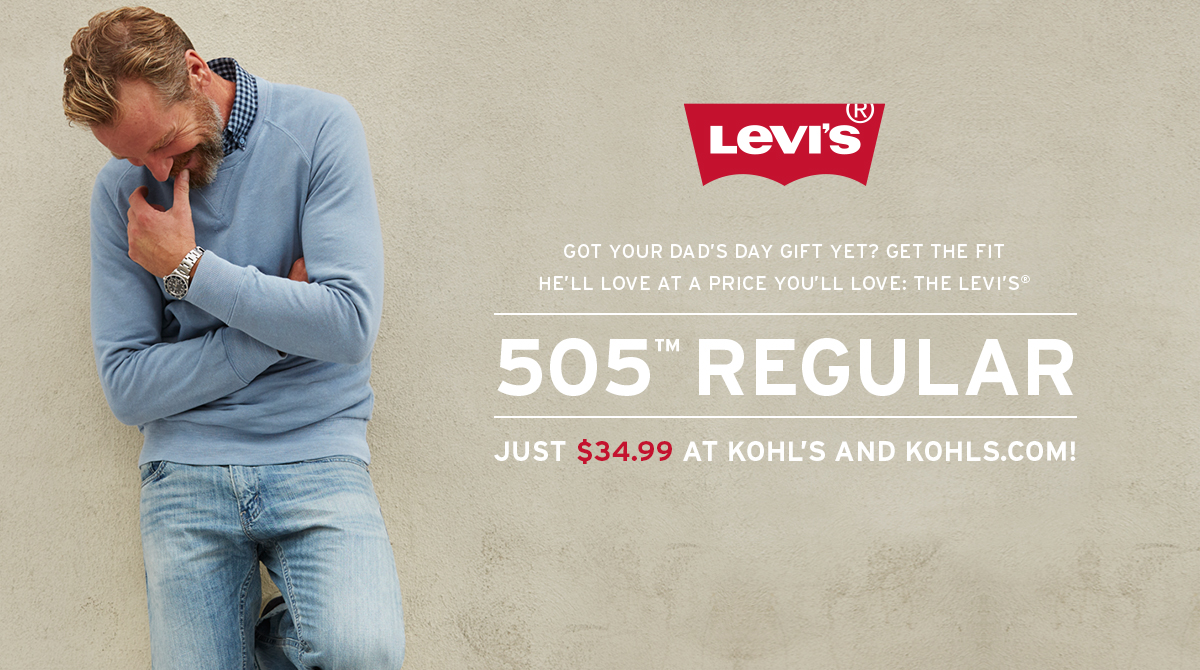 LEVI'S®
GOT YOUR DAD'S DAY GIFT YET? GET THE FIT
HE'LL LOVE AT A PRICE YOU'LL LOVE: THE LEVI'S®
505™ REGULAR
JUST $34.99 AT KOHL'S AND KOHLS.COM!